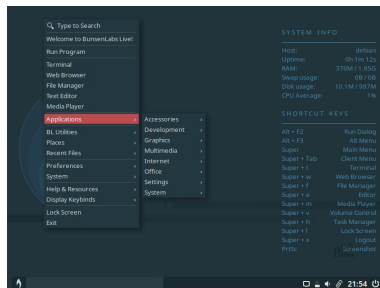 Type to Search
Welcome to BunsenLabs Live!
Run Program
Terminal
Web Browser
File Manager
Text Editor
Media Player
Applications
BL Utilities
Places
Recent Files
Preferences
System
Help & Resources
Display Keybinds
Lock Screen
Exit
Accessories
Development
Graphics
Multimedia
Internet
Office
Settings
System
SYSTEM INFO
Host: debian
Uptime: 0h 1m 12s
RAM: 370M / 1.95G
Swap usage: 0B / 0B
Disk usage: 10.1M / 997M
CPU Average: 1%
SHORTCUT KEYS
Alt + F2 Run Dialog
Alt + F3 Alt Menu
Super Main Menu
Super + Tab Client Menu
Super + t Terminal
Super + w Web Browser
Super + f File Manager
Super + e Editor
Super + m Media Player
Super + v Volume Control
Super + h Task Manager
Super + l Lock Screen
Super + x Logout
PrtSc Screenshot
21:54